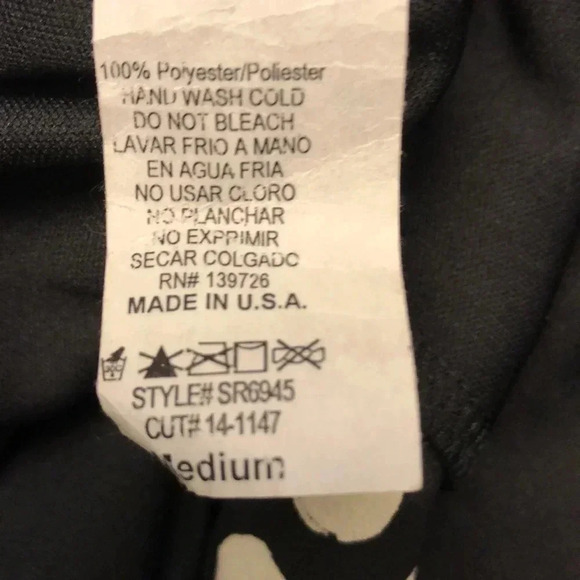 100% Polyester/Poliester
HAND WASH COLD
DO NOT BLEACH
LAVAR FRIO A MANO
EN AGUA FRIA
NO USAR CLORO
NO PLANCHAR
NO EXPRIMIR
SECAR COLGADO
RN# 139726
MADE IN U.S.A.
STYLE# SR6945
CUT# 14-1147
Medium